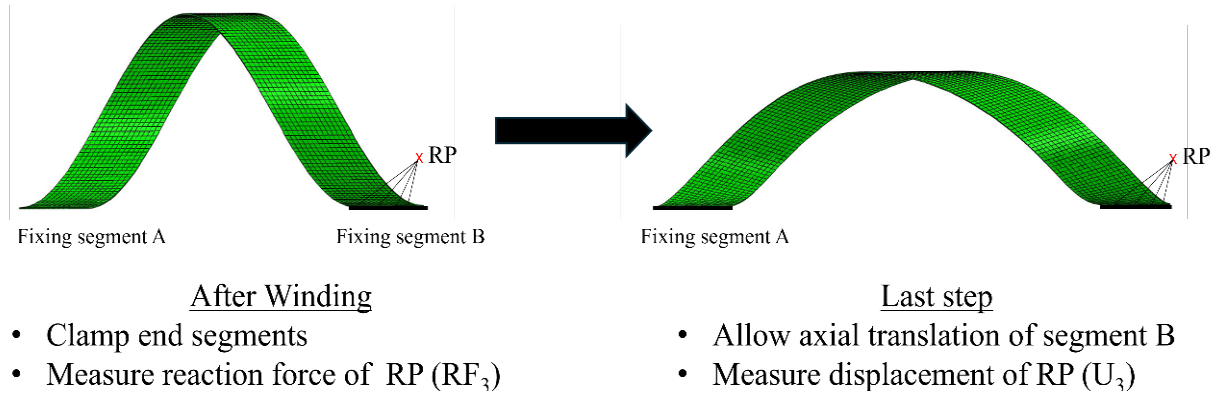 RP
Fixing segment A
Fixing segment B
After Winding
• Clamp end segments
• Measure reaction force of RP (RF₃)
RP
Fixing segment A
Last step
• Allow axial translation of segment B
• Measure displacement of RP (U₃)